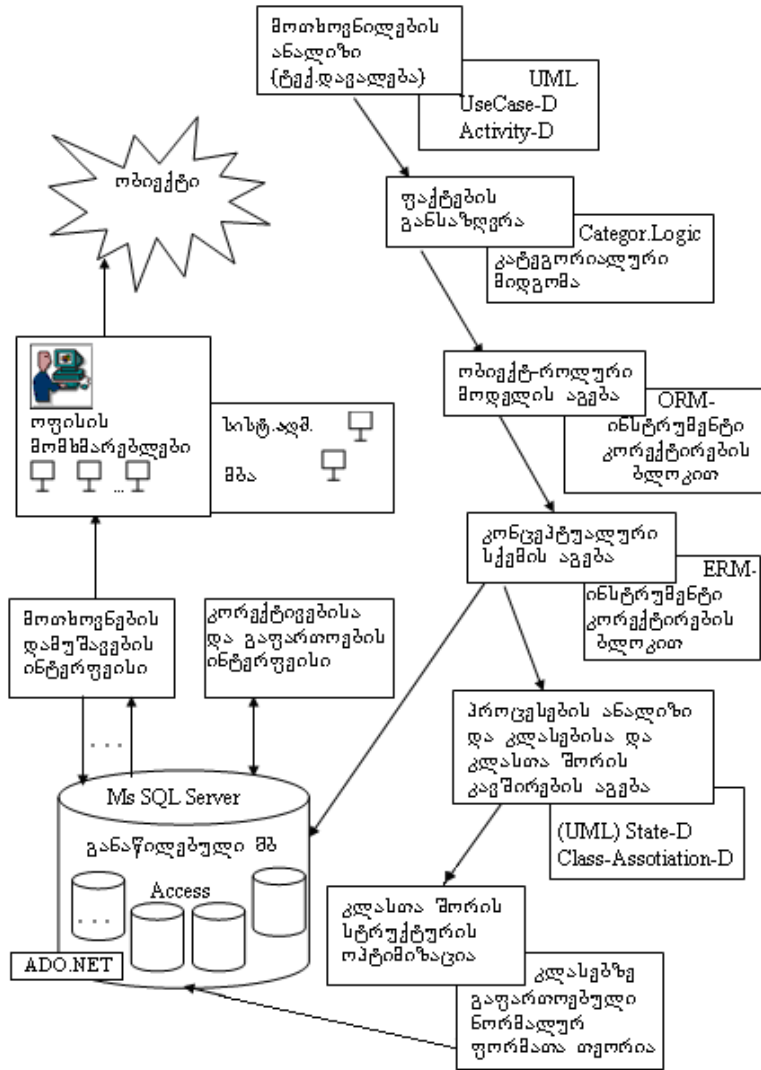 მოთხოვნილების
ანალიზი
(ტექ.დავალება)
UML
UseCase-D
Activity-D
ობიექტი
ფაქტების
განსაზღვრა
Categor.Logic
კატეგორიალური
მიდგომა
ობიექტ-როლური
მოდელის აგება
ORM-
ინსტრუმენტი
კორექტირების
ბლოკით
ოფისის
მომხმარებლები
...
სისტ.ადმ.
მბა
კონცეპტუალური
სქემის აგება
ERM-
ინსტრუმენტი
კორექტირების
ბლოკით
მოთხოვნების
დამუშავების
ინტერფეისი
კორექტივებისა
და გაფართოების
ინტერფეისი
პროცესების ანალიზი
და კლასებისა და
კლასთა შორის
კავშირების აგება
(UML) State-D
Class-Assotiation-D
. . .
Ms SQL Server
განაწილებული მბ
Access
. . .
ADO.NET
კლასთა შორის
სტრუქტურის
ოპტიმიზაცია
კლასებზე
გაფართოებული
ნორმალურ
ფორმათა თეორია